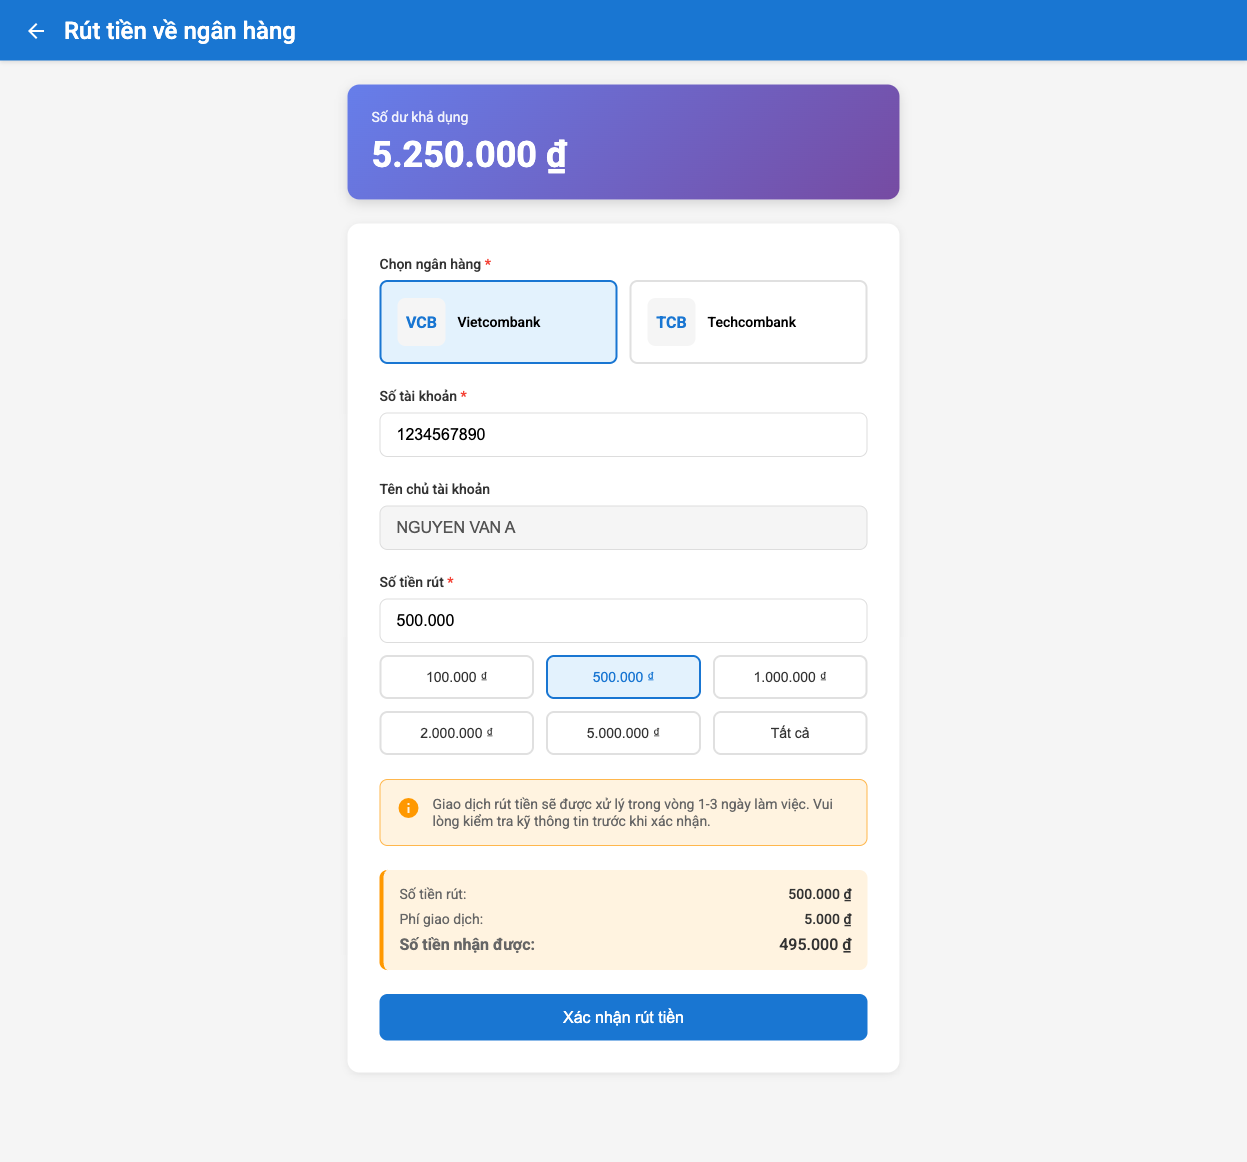 Rút tiền về ngân hàng
Số dư khả dụng
5.250.000 ₫
Chọn ngân hàng *
VCB Vietcombank
TCB Techcombank
Số tài khoản *
1234567890
Tên chủ tài khoản
NGUYEN VAN A
Số tiền rút *
500.000
100.000 ₫
500.000 ₫
1.000.000 ₫
2.000.000 ₫
5.000.000 ₫
Tất cả
Giao dịch rút tiền sẽ được xử lý trong vòng 1-3 ngày làm việc. Vui
lòng kiểm tra kỹ thông tin trước khi xác nhận.
Số tiền rút: 500.000 ₫
Phí giao dịch: 5.000 ₫
Số tiền nhận được: 495.000 ₫
Xác nhận rút tiền